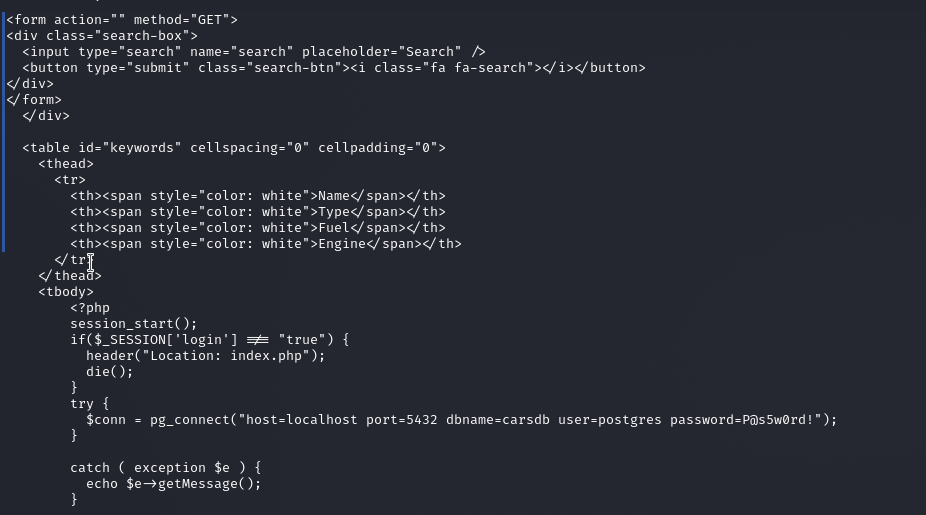 <form action="" method="GET">
<div class="search-box">
  <input type="search" name="search" placeholder="Search" />
  <button type="submit" class="search-btn"><i class="fa fa-search"></i></button>
</div>
</form>
  </div>
  <table id="keywords" cellspacing="0" cellpadding="0">
    <thead>
      <tr>
        <th><span style="color: white">Name</span></th>
        <th><span style="color: white">Type</span></th>
        <th><span style="color: white">Fuel</span></th>
        <th><span style="color: white">Engine</span></th>
      </tr>
    </thead>
    <tbody>
        <?php
        session_start();
        if($_SESSION['login'] !== "true") {
          header("Location: index.php");
          die();
        }
        try {
          $conn = pg_connect("host=localhost port=5432 dbname=carsdb user=postgres password=P@s5w0rd!");
        }
        catch ( exception $e ) {
          echo $e->getMessage();
        }